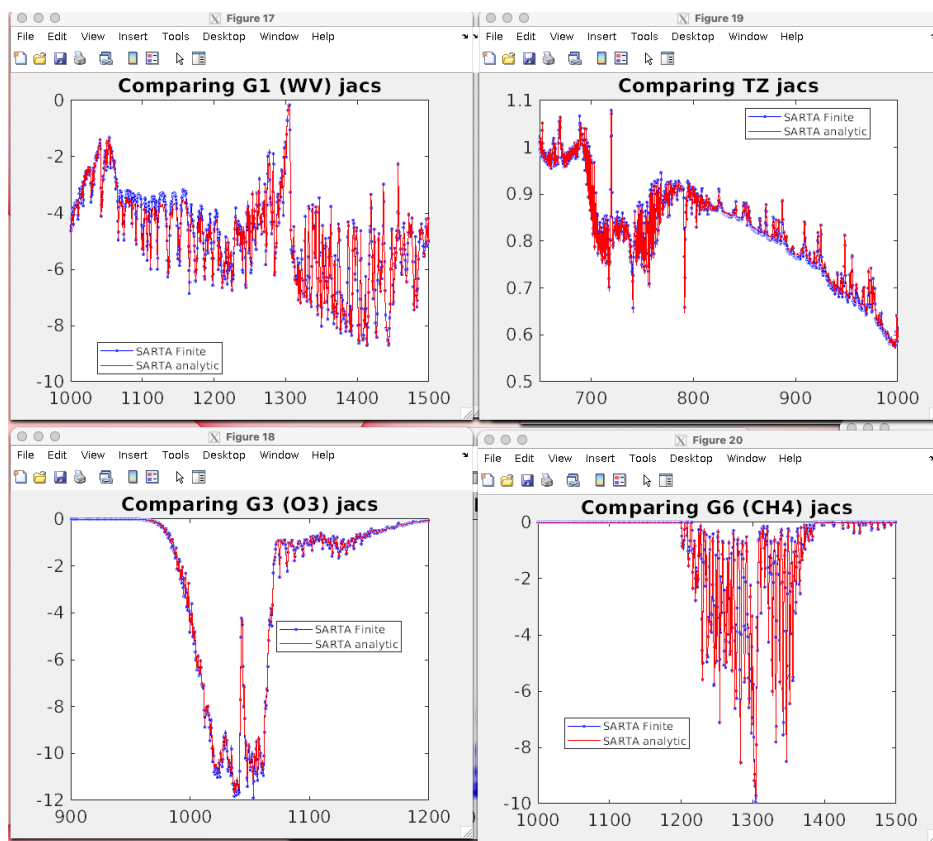 Figure 17
File Edit View Insert Tools Desktop Window Help
Comparing G1 (WV) jacs
0
-2
-4
-6
-8
-10
1000 1100 1200 1300 1400 1500
SARTA Finite
SARTA analytic
Figure 19
File Edit View Insert Tools Desktop Window Help
Comparing TZ jacs
1.1
1
0.9
0.8
0.7
0.6
0.5
700 800 900 1000
SARTA Finite
SARTA analytic
Figure 18
File Edit View Insert Tools Desktop Window Help
Comparing G3 (O3) jacs
0
-2
-4
-6
-8
-10
-12
900 1000 1100 1200
SARTA Finite
SARTA analytic
Figure 20
File Edit View Insert Tools Desktop Window Help
Comparing G6 (CH4) jacs
0
-2
-4
-6
-8
-10
1000 1100 1200 1300 1400 1500
SARTA Finite
SARTA analytic